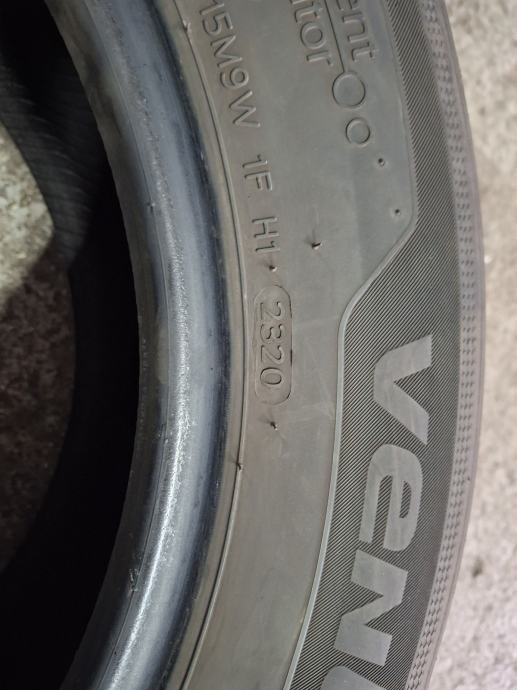 ent
itor
15M9W 1F H1 2320
Ven